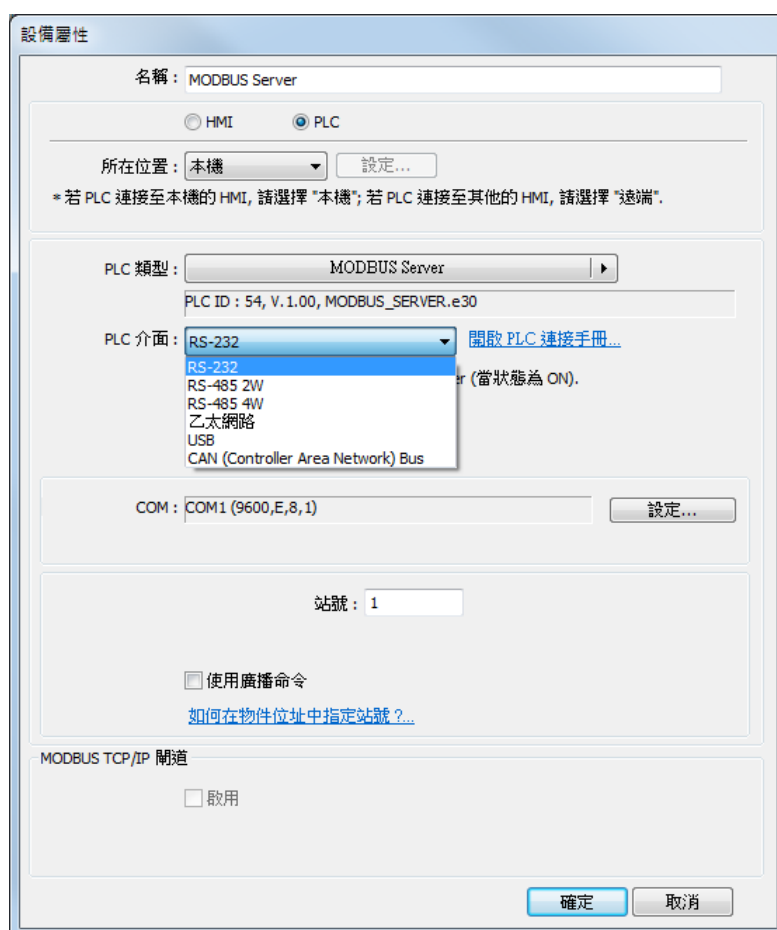 設備屬性
名稱 : MODBUS Server
HMI PLC
所在位置 : 本機 設定...
* 若 PLC 連接至本機的 HMI, 請選擇 "本機"; 若 PLC 連接至其他的 HMI, 請選擇 "遠端".
PLC 類型 : MODBUS Server
PLC ID : 54, V.1.00, MODBUS_SERVER.e30
PLC 介面 : RS-232 開啟 PLC 連接手冊...
RS-232
RS-485 2W (當狀態為 ON).
RS-485 4W
乙太網路
USB
CAN (Controller Area Network) Bus
COM : COM1 (9600,E,8,1) 設定...
站號 : 1
使用廣播命令
如何在物件位址中指定站號 ?...
MODBUS TCP/IP 閘道
啟用
確定 取消